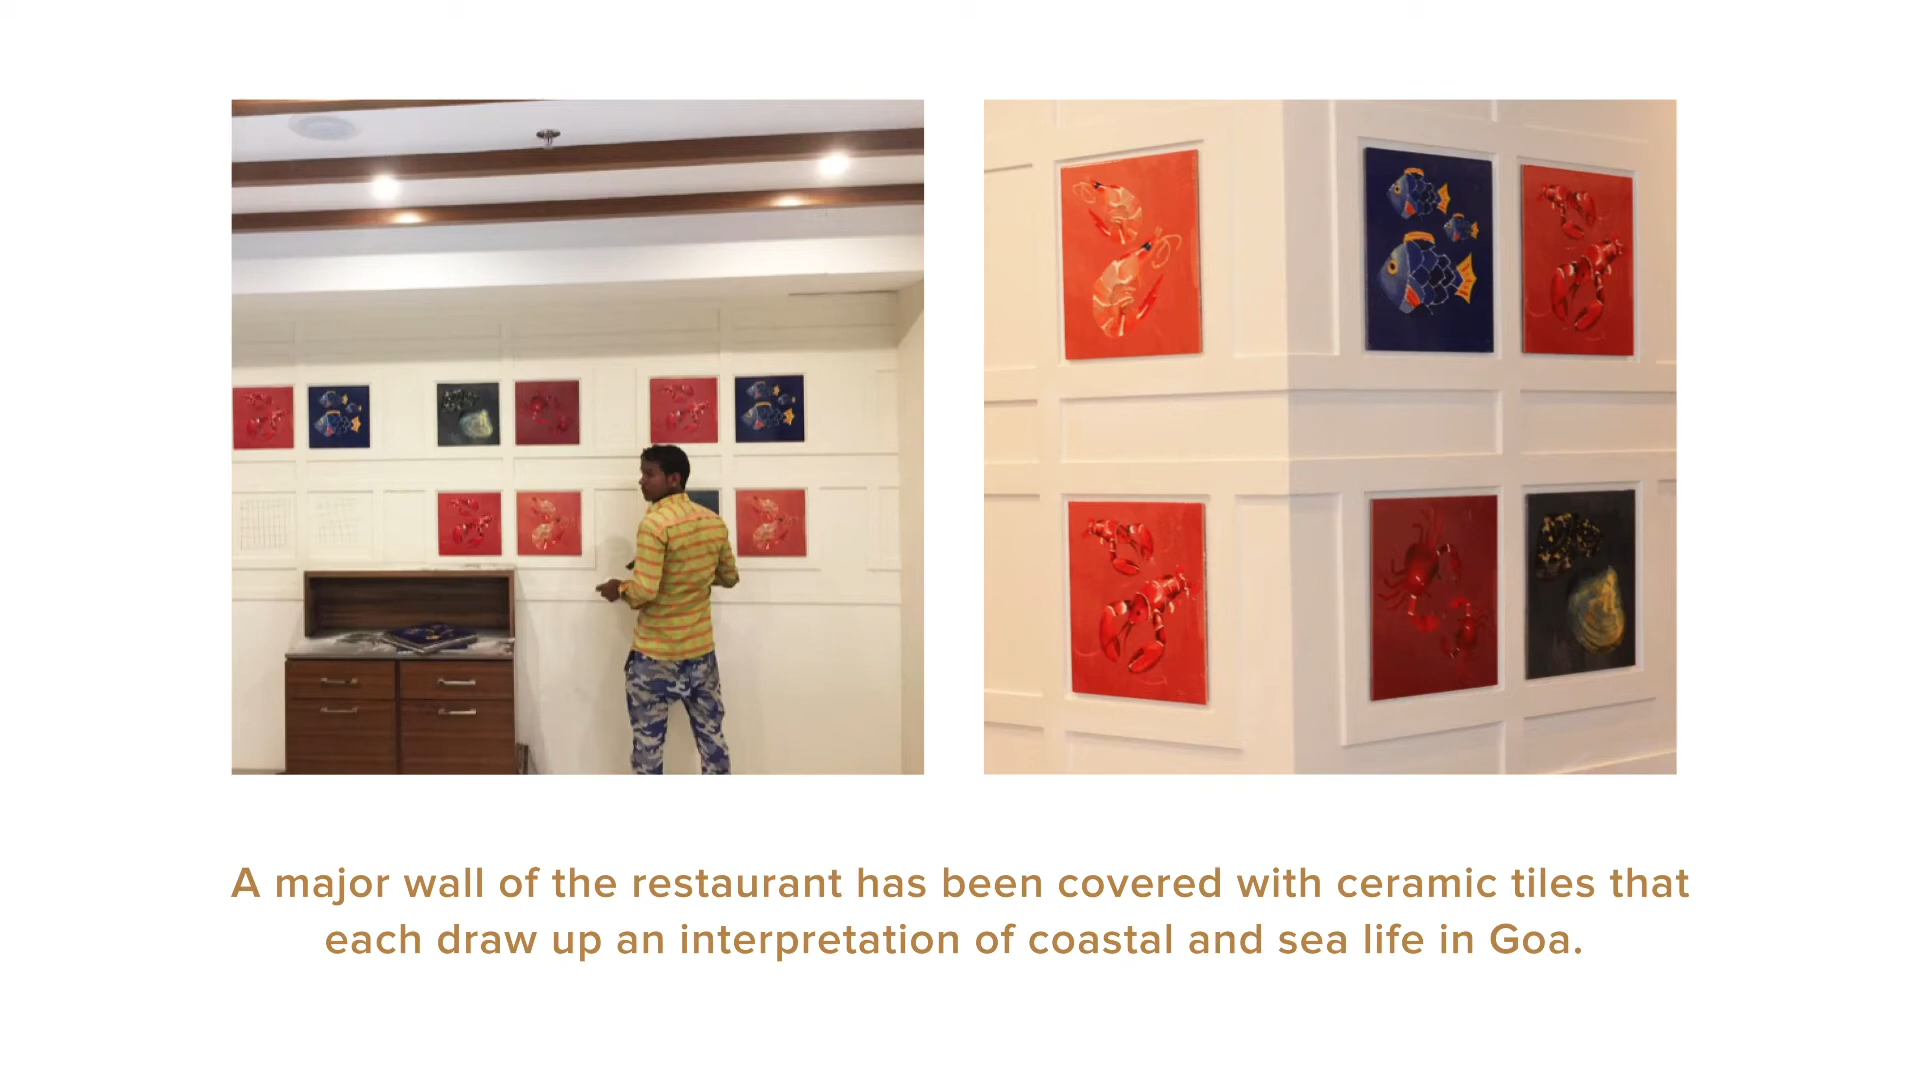 A major wall of the restaurant has been covered with ceramic tiles that
each draw up an interpretation of coastal and sea life in Goa.